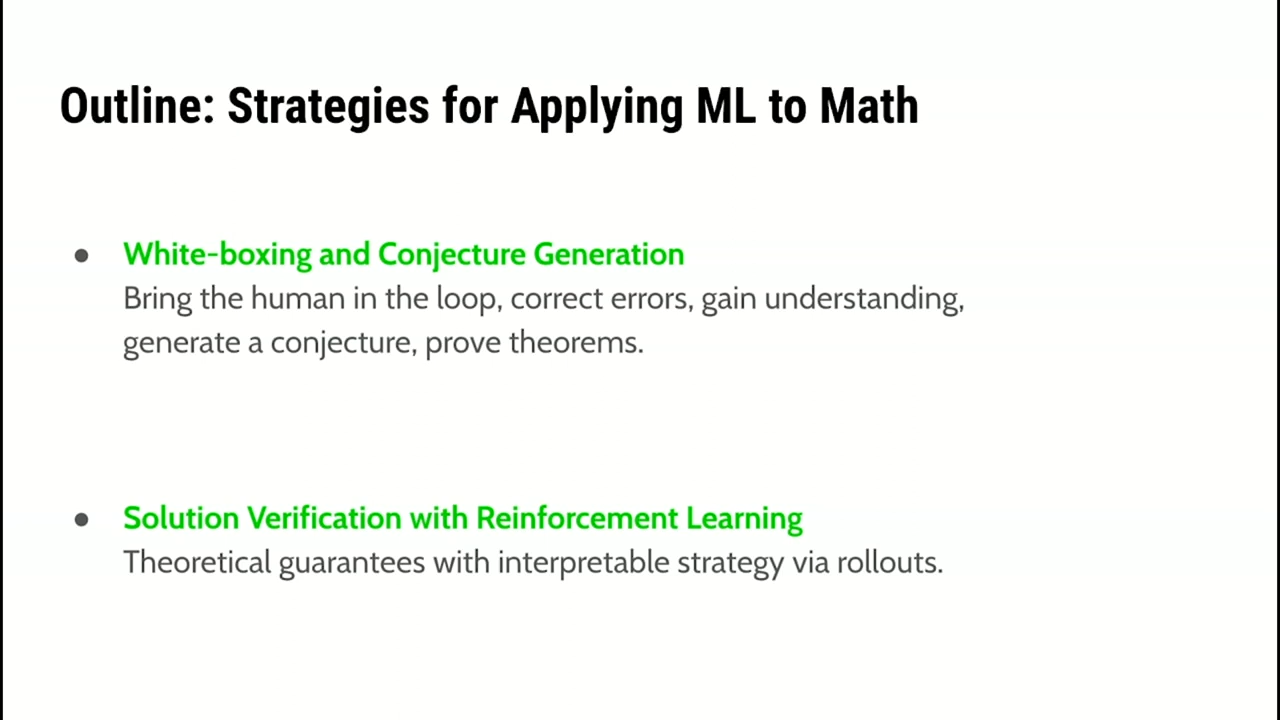 Outline: Strategies for Applying ML to Math
● White-boxing and Conjecture Generation
Bring the human in the loop, correct errors, gain understanding,
generate a conjecture, prove theorems.
● Solution Verification with Reinforcement Learning
Theoretical guarantees with interpretable strategy via rollouts.